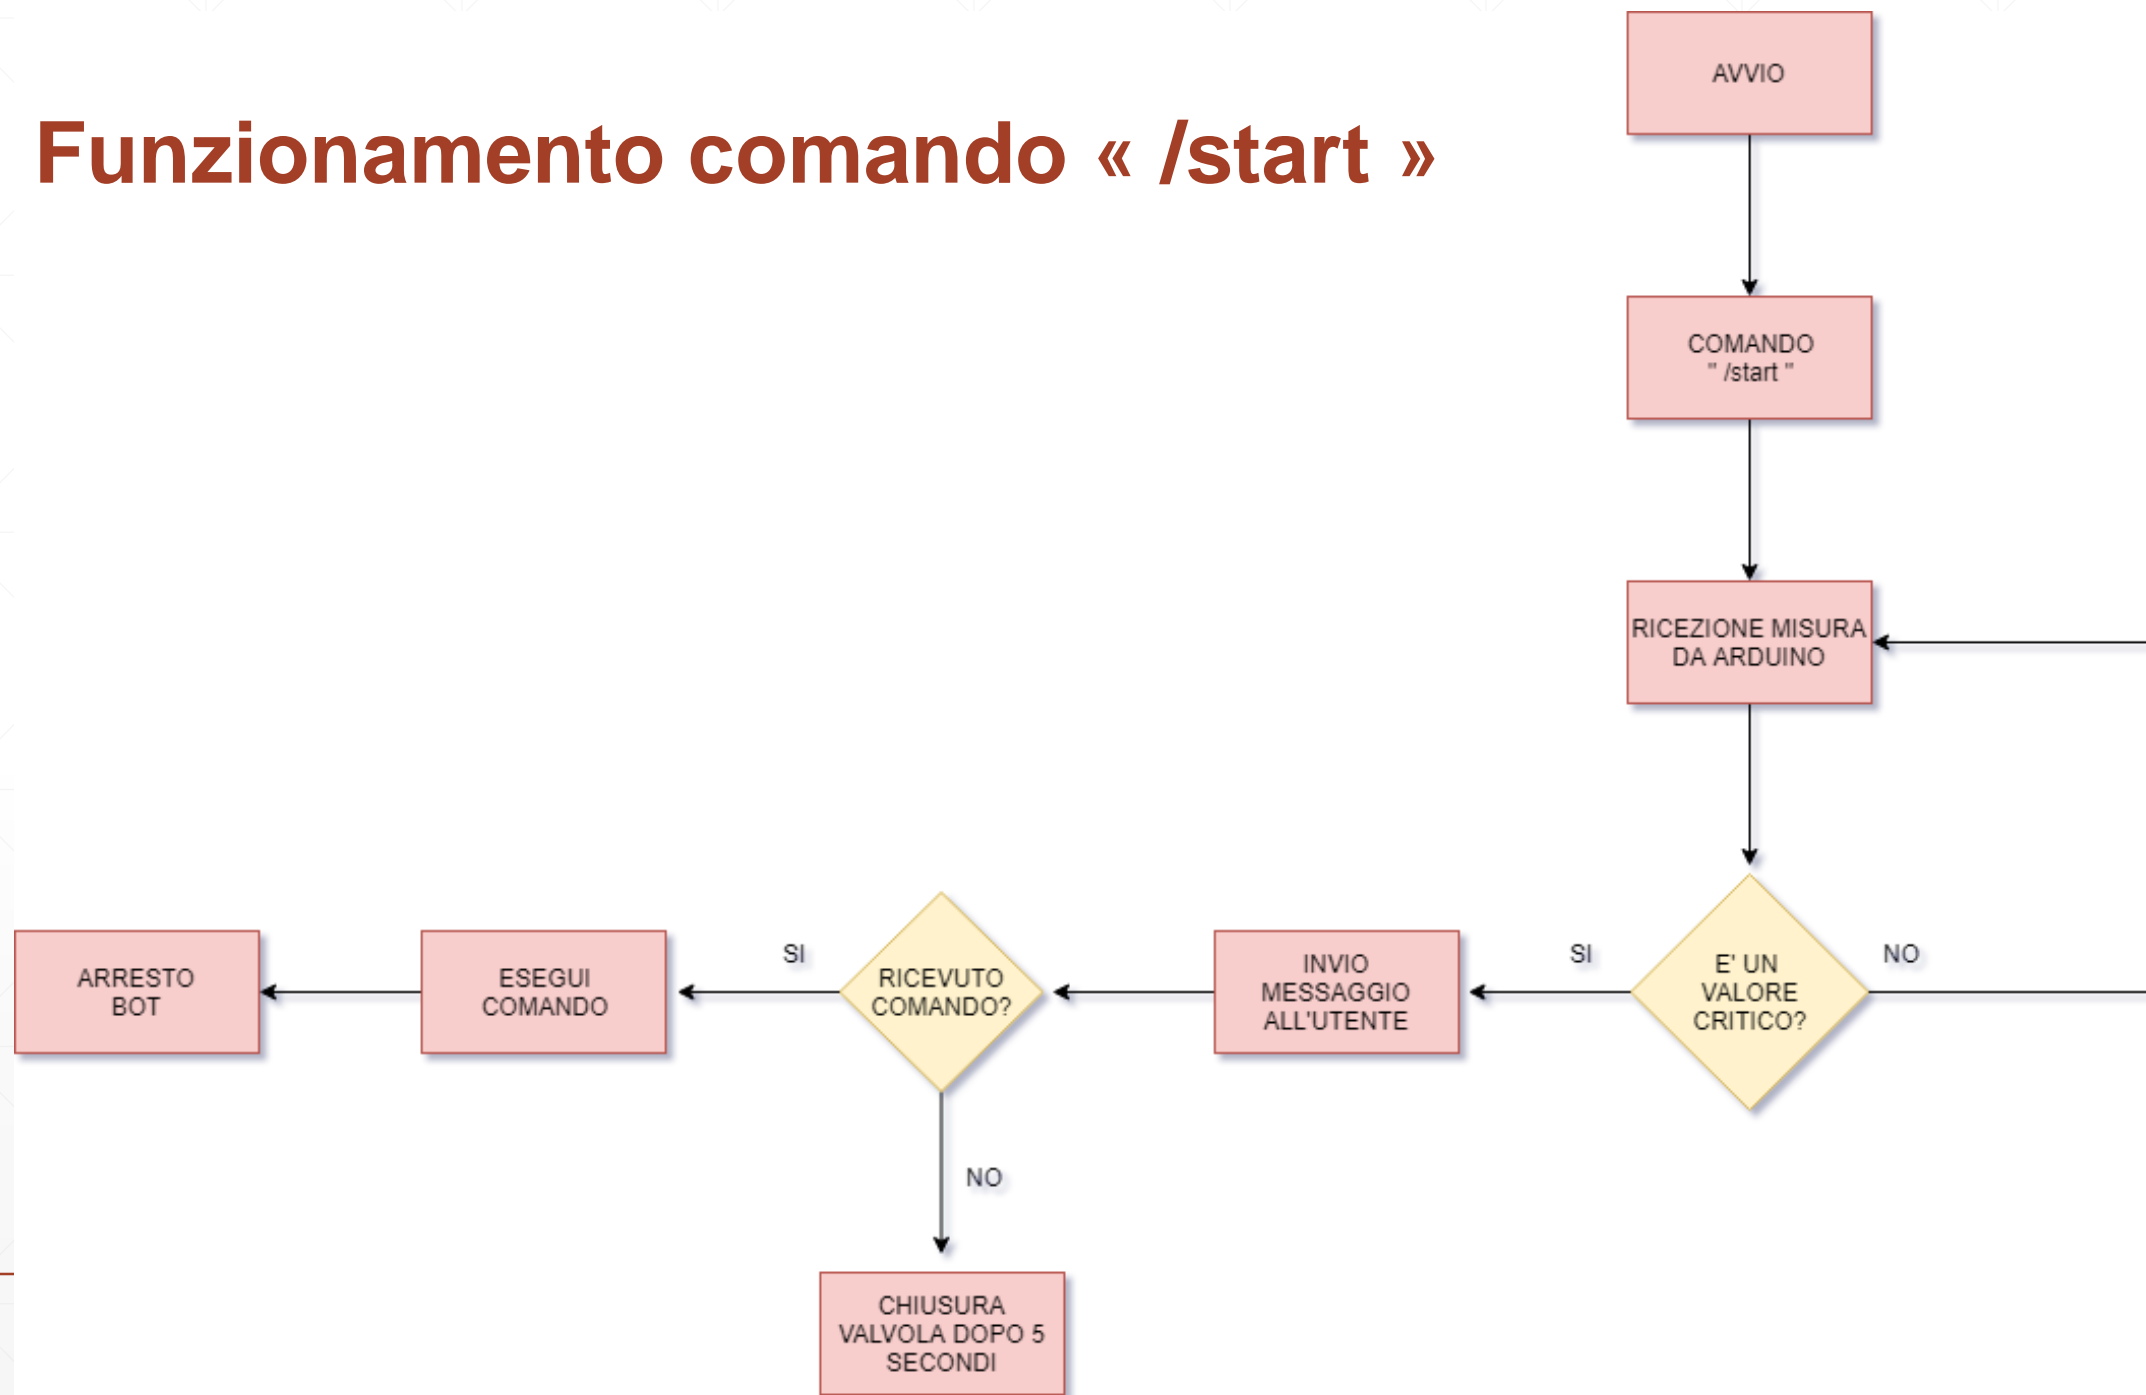 Funzionamento comando « /start »
AVVIO
COMANDO
" /start "
RICEZIONE MISURA
DA ARDUINO
E' UN
VALORE
CRITICO?
NO
SI
INVIO
MESSAGGIO
ALL'UTENTE
RICEVUTO
COMANDO?
SI
ESEGUI
COMANDO
ARRESTO
BOT
NO
CHIUSURA
VALVOLA DOPO 5
SECONDI